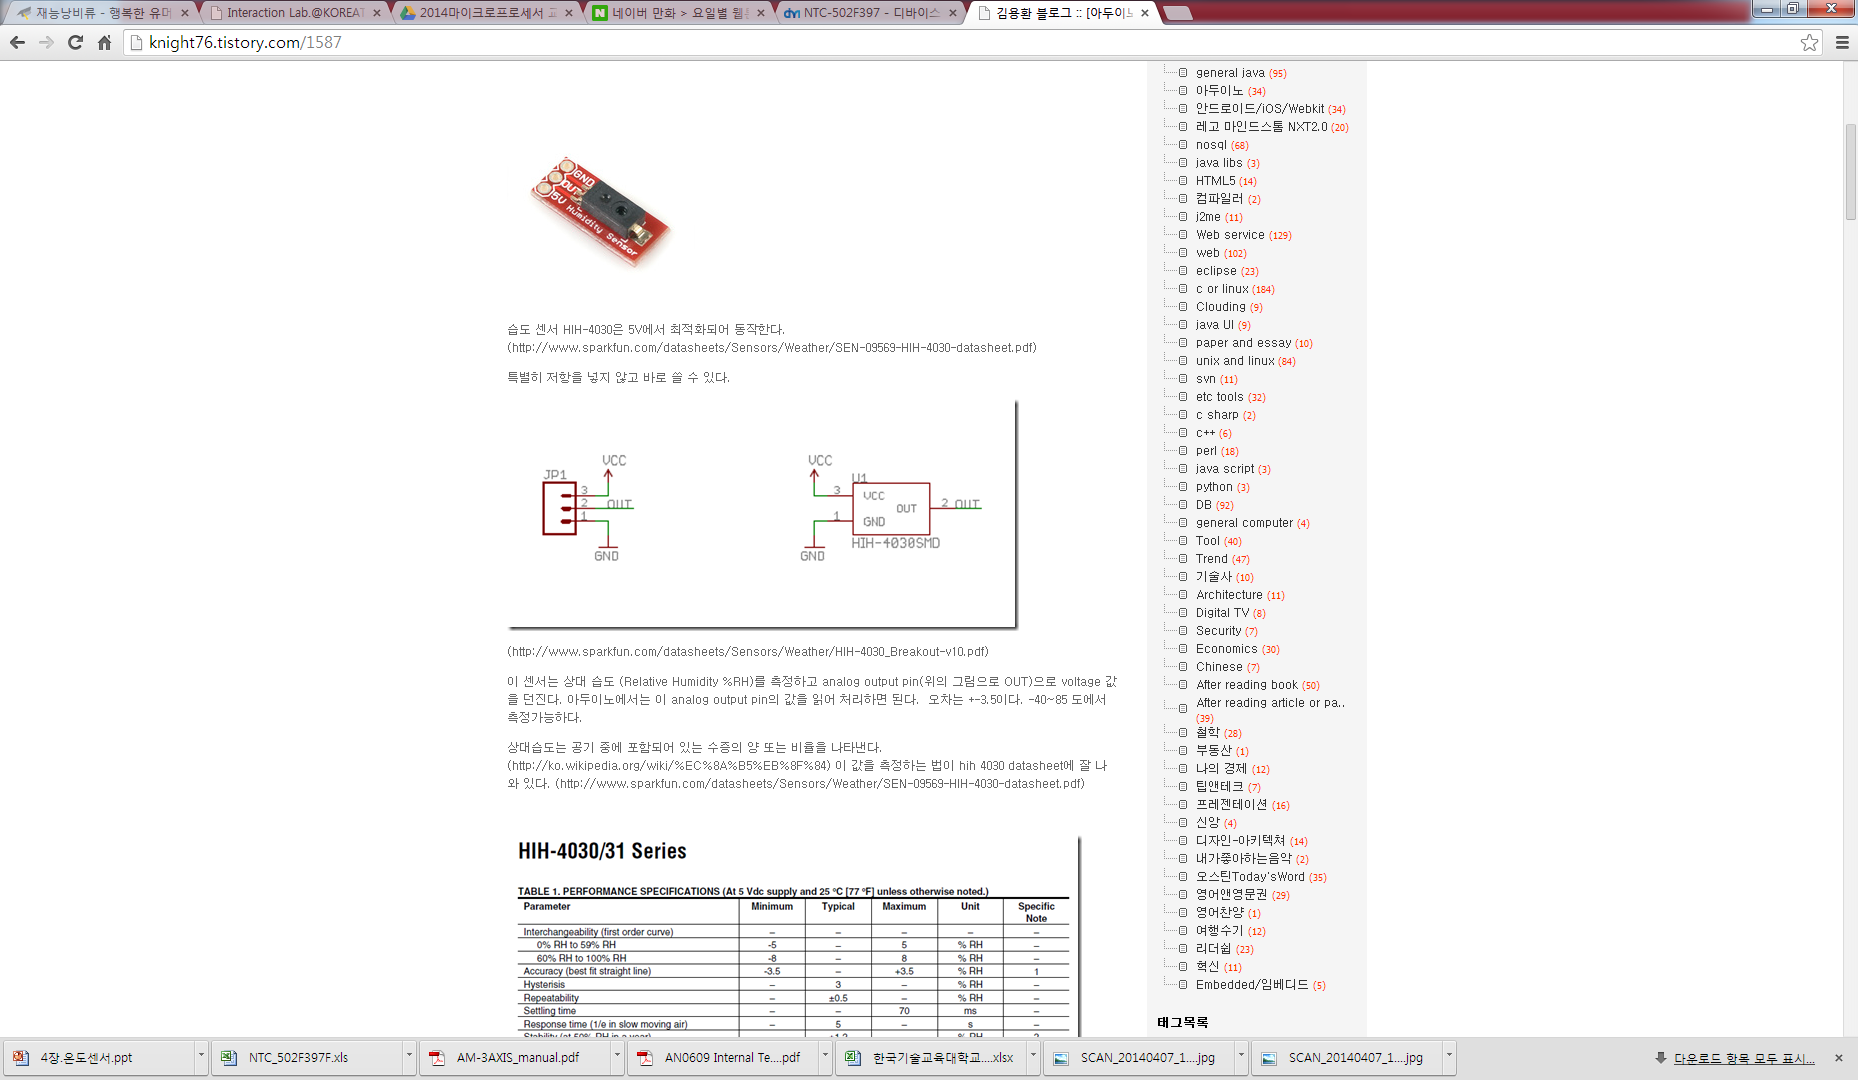 재능낭비류 - 행복한 유머
Interaction Lab.@KOREAT
2014마이크로프로세서 교
네이버 만화 > 요일별 웹툰
NTC-502F397 - 디바이스
김용환 블로그 :: [아두이노
knight76.tistory.com/1587
GND
OUT
5V Humidity Sensor
습도 센서 HIH-4030은 5V에서 최적화되어 동작한다.
(http://www.sparkfun.com/datasheets/Sensors/Weather/SEN-09569-HIH-4030-datasheet.pdf)
특별히 저항을 넣지 않고 바로 쓸 수 있다.
VCC
JP1
3
2 OUT
1
GND
VCC
U1
3 VCC
OUT 2 OUT
1 GND
HIH-4030SMD
GND
(http://www.sparkfun.com/datasheets/Sensors/Weather/HIH-4030_Breakout-v10.pdf)
이 센서는 상대 습도 (Relative Humidity %RH)를 측정하고 analog output pin(위의 그림으로 OUT)으로 voltage 값
을 던진다. 아두이노에서는 이 analog output pin의 값을 읽어 처리하면 된다. 오차는 +-3.5이다. -40~85 도에서
측정가능하다.
상대습도는 공기 중에 포함되어 있는 수증의 양 또는 비율을 나타낸다.
(http://ko.wikipedia.org/wiki/%EC%8A%B5%EB%8F%84) 이 값을 측정하는 법이 hih 4030 datasheet에 잘 나
와 있다. (http://www.sparkfun.com/datasheets/Sensors/Weather/SEN-09569-HIH-4030-datasheet.pdf)
HIH-4030/31 Series
TABLE 1. PERFORMANCE SPECIFICATIONS (At 5 Vdc supply and 25 °C [77 °F] unless otherwise noted.)
Parameter Minimum Typical Maximum Unit Specific Note
Interchangeability (first order curve) – – – – –
0% RH to 59% RH -5 – 5 % RH –
60% RH to 100% RH -8 – 8 % RH –
Accuracy (best fit straight line) -3.5 – +3.5 % RH 1
Hysterisis – 3 – % RH –
Repeatability – ±0.5 – % RH –
Settling time – – 70 ms –
Response time (1/e in slow moving air) – 5 – s –
Stability (at 50% RH in a year) – ±1.2 – % RH 2
general java (95)
아두이노 (34)
안드로이드/iOS/Webkit (34)
레고 마인드스톰 NXT2.0 (20)
nosql (68)
java libs (3)
HTML5 (14)
컴파일러 (2)
j2me (11)
Web service (129)
web (102)
eclipse (23)
c or linux (184)
Clouding (9)
java UI (9)
paper and essay (10)
unix and linux (84)
svn (11)
etc tools (32)
c sharp (2)
c++ (6)
perl (18)
java script (3)
python (3)
DB (92)
general computer (4)
Tool (40)
Trend (47)
기술사 (10)
Architecture (11)
Digital TV (8)
Security (7)
Economics (30)
Chinese (7)
After reading book (50)
After reading article or pa..
(39)
철학 (28)
부동산 (1)
나의 경제 (12)
팁앤테크 (7)
프레젠테이션 (16)
신앙 (4)
디자인-아키텍쳐 (14)
내가좋아하는음악 (2)
오스틴Today'sWord (35)
영어앤영문권 (29)
영어찬양 (1)
여행수기 (12)
리더쉽 (23)
혁신 (11)
Embedded/임베디드 (5)
태그목록
4장.온도센서.ppt
NTC_502F397F.xls
AM-3AXIS_manual.pdf
AN0609 Internal Te....pdf
한국기술교육대학교....xlsx
SCAN_20140407_1....jpg
SCAN_20140407_1....jpg
다운로드 항목 모두 표시...